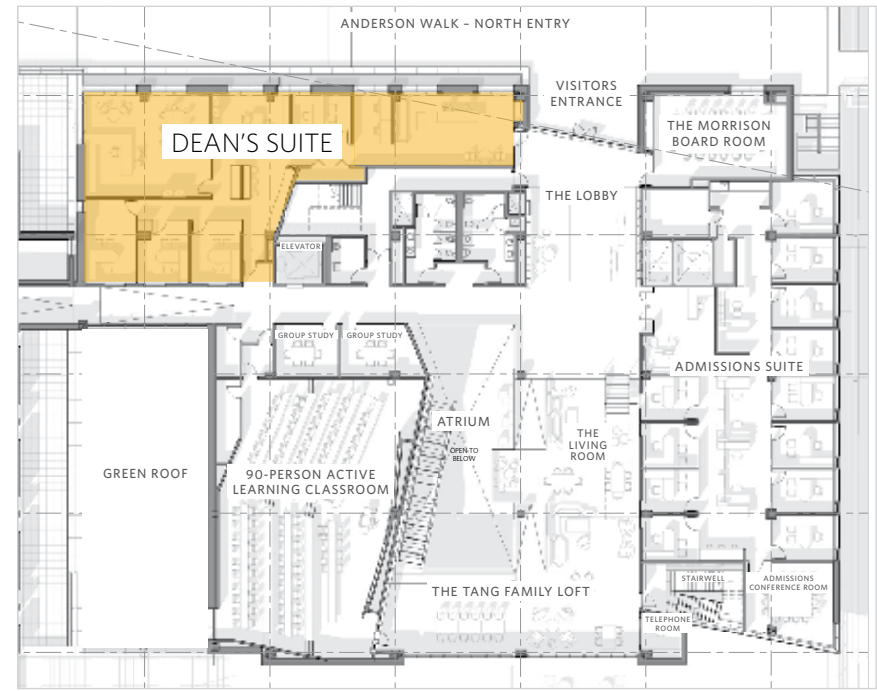 ANDERSON WALK – NORTH ENTRY
VISITORS
ENTRANCE
THE MORRISON
BOARD ROOM
DEAN'S SUITE
THE LOBBY
ELEVATOR
GROUP STUDY
GROUP STUDY
ADMISSIONS SUITE
ATRIUM
OPEN TO
BELOW
THE
LIVING
ROOM
GREEN ROOF
90-PERSON ACTIVE
LEARNING CLASSROOM
THE TANG FAMILY LOFT
STAIRWELL
ADMISSIONS
CONFERENCE ROOM
TELEPHONE
ROOM